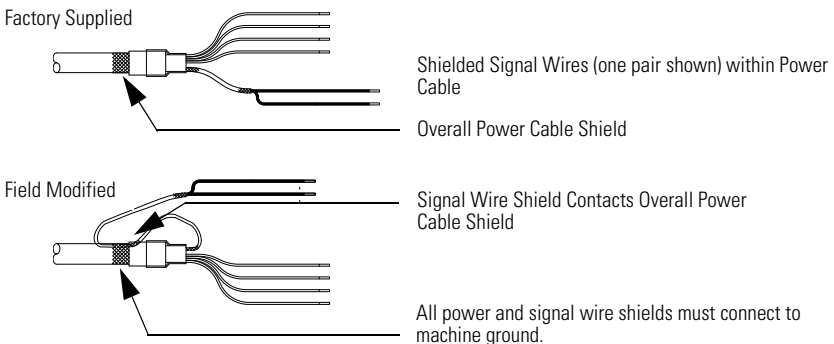 Factory Supplied
Shielded Signal Wires (one pair shown) within Power
Cable
Overall Power Cable Shield
Field Modified
Signal Wire Shield Contacts Overall Power
Cable Shield
All power and signal wire shields must connect to
machine ground.